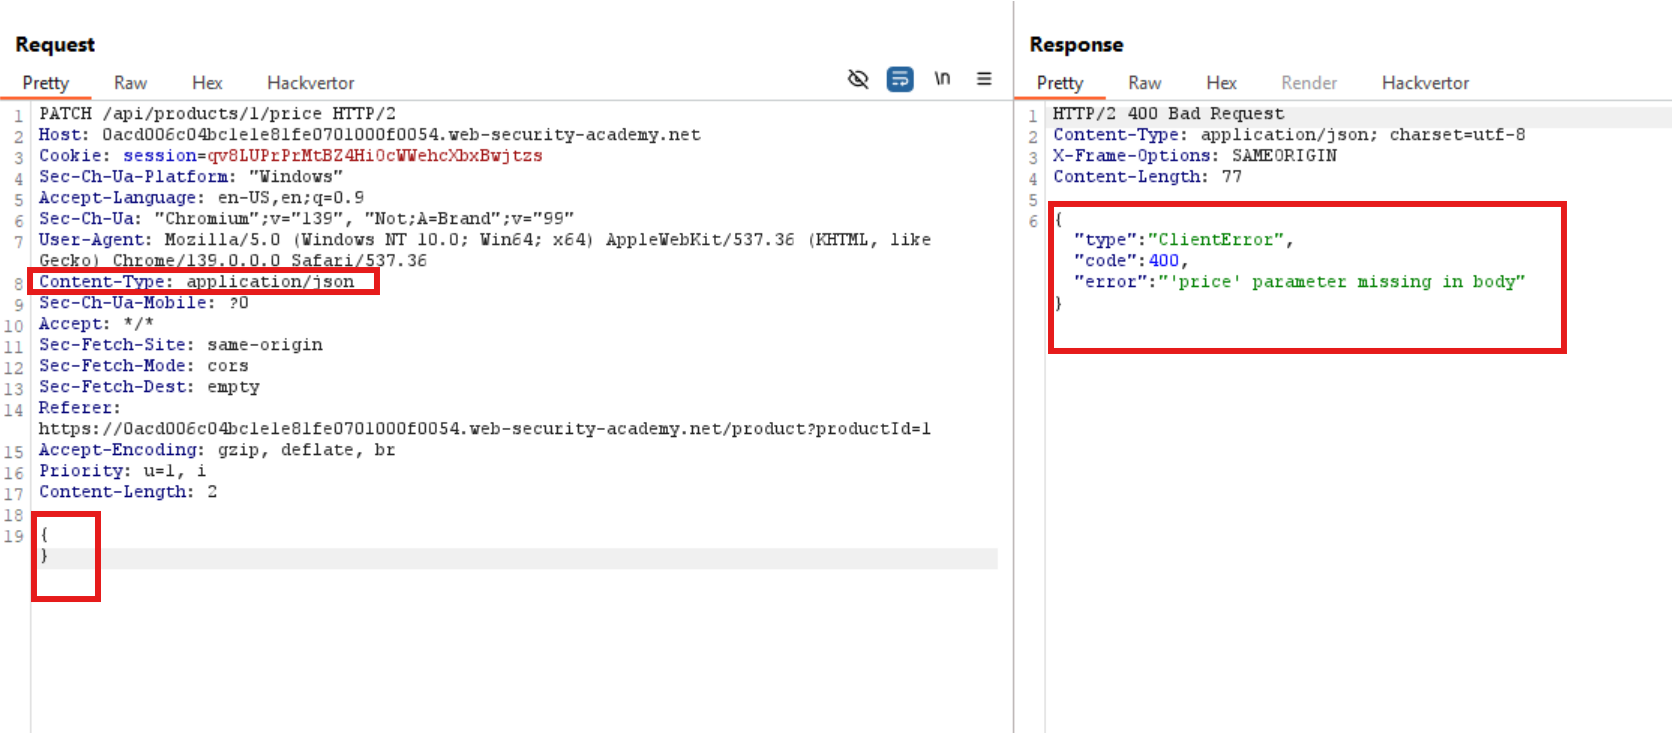 Request
Pretty Raw Hex Hackvertor \n
1 PATCH /api/products/1/price HTTP/2
2 Host: 0acd006c04bc1e1e81fe0701000f0054.web-security-academy.net
3 Cookie: session=qv8LUPrPrMtBZ4Hi0cWWehcXbxBwjtzs
4 Sec-Ch-Ua-Platform: "Windows"
5 Accept-Language: en-US,en;q=0.9
6 Sec-Ch-Ua: "Chromium";v="139", "Not;A=Brand";v="99"
7 User-Agent: Mozilla/5.0 (Windows NT 10.0; Win64; x64) AppleWebKit/537.36 (KHTML, like
Gecko) Chrome/139.0.0.0 Safari/537.36
8 Content-Type: application/json
9 Sec-Ch-Ua-Mobile: ?0
10 Accept: */*
11 Sec-Fetch-Site: same-origin
12 Sec-Fetch-Mode: cors
13 Sec-Fetch-Dest: empty
14 Referer:
https://0acd006c04bc1e1e81fe0701000f0054.web-security-academy.net/product?productId=1
15 Accept-Encoding: gzip, deflate, br
16 Priority: u=1, i
17 Content-Length: 2
18
19 {
}
Response
Pretty Raw Hex Render Hackvertor
1 HTTP/2 400 Bad Request
2 Content-Type: application/json; charset=utf-8
3 X-Frame-Options: SAMEORIGIN
4 Content-Length: 77
5
6 {
"type":"ClientError",
"code":400,
"error":"'price' parameter missing in body"
}